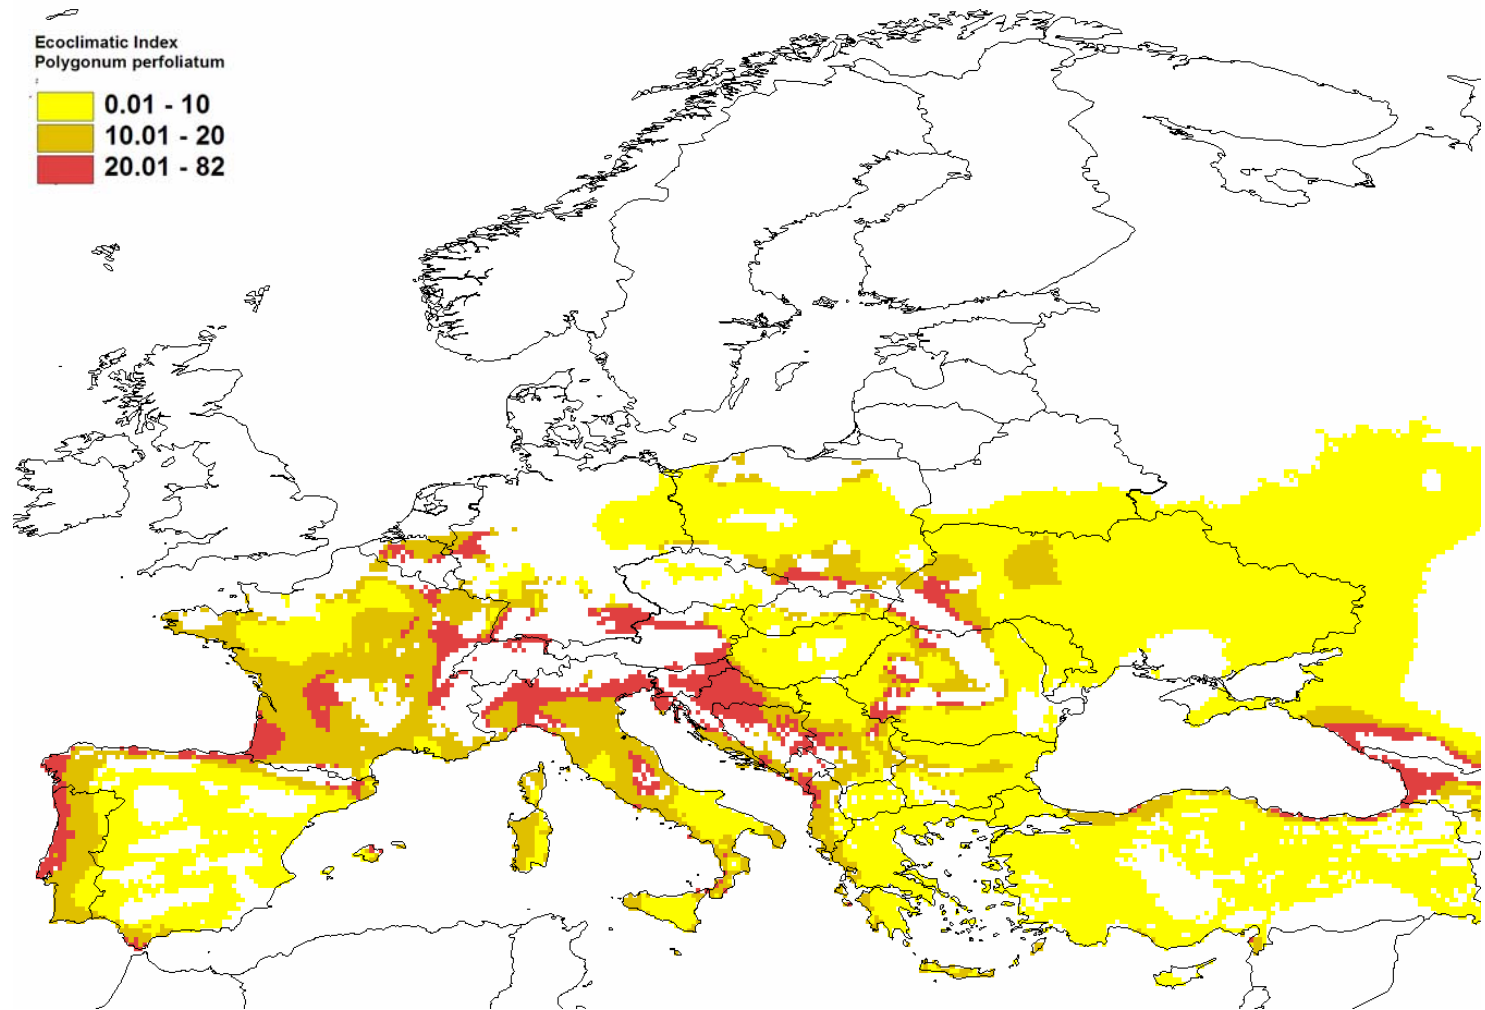 Ecoclimatic Index
Polygonum perfoliatum
:
0.01 - 10
10.01 - 20
20.01 - 82